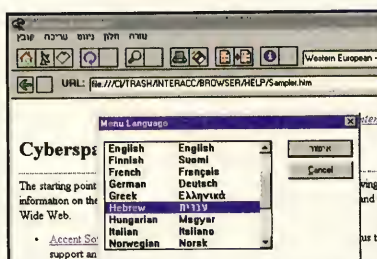 קובץ עריכה ניווט חלון עזרה
Western European
URL: file:///C|/TRASH/INTERACC/BROWSER/HELP/Sampler.htm
Menu Language
English English
Finnish Suomi
French Français
German Deutsch
Greek Ελληνικά
Hebrew עברית
Hungarian Magyar
Italian Italiano
Norwegian Norsk
אישור
Cancel
Cyberspa
The starting point
information on the
and
Wide Web.
Accent So
support an